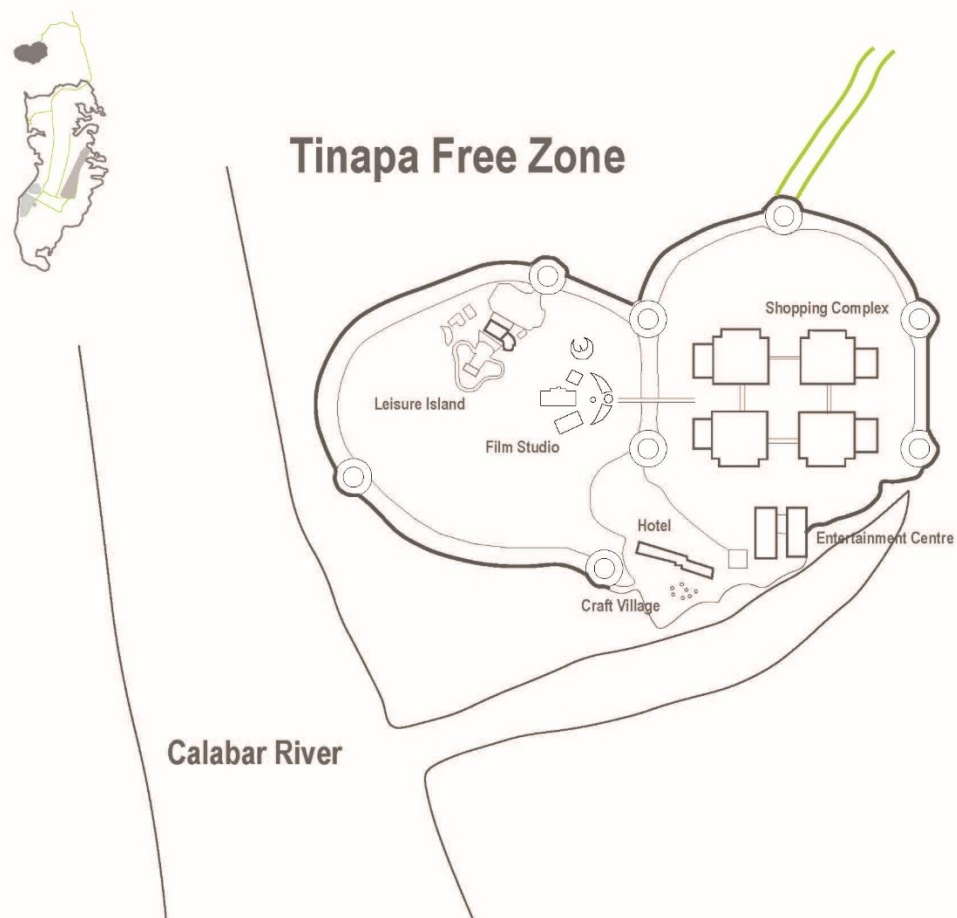 Tinapa Free Zone
Shopping Complex
Leisure Island
Film Studio
Hotel
Entertainment Centre
Craft Village
Calabar River